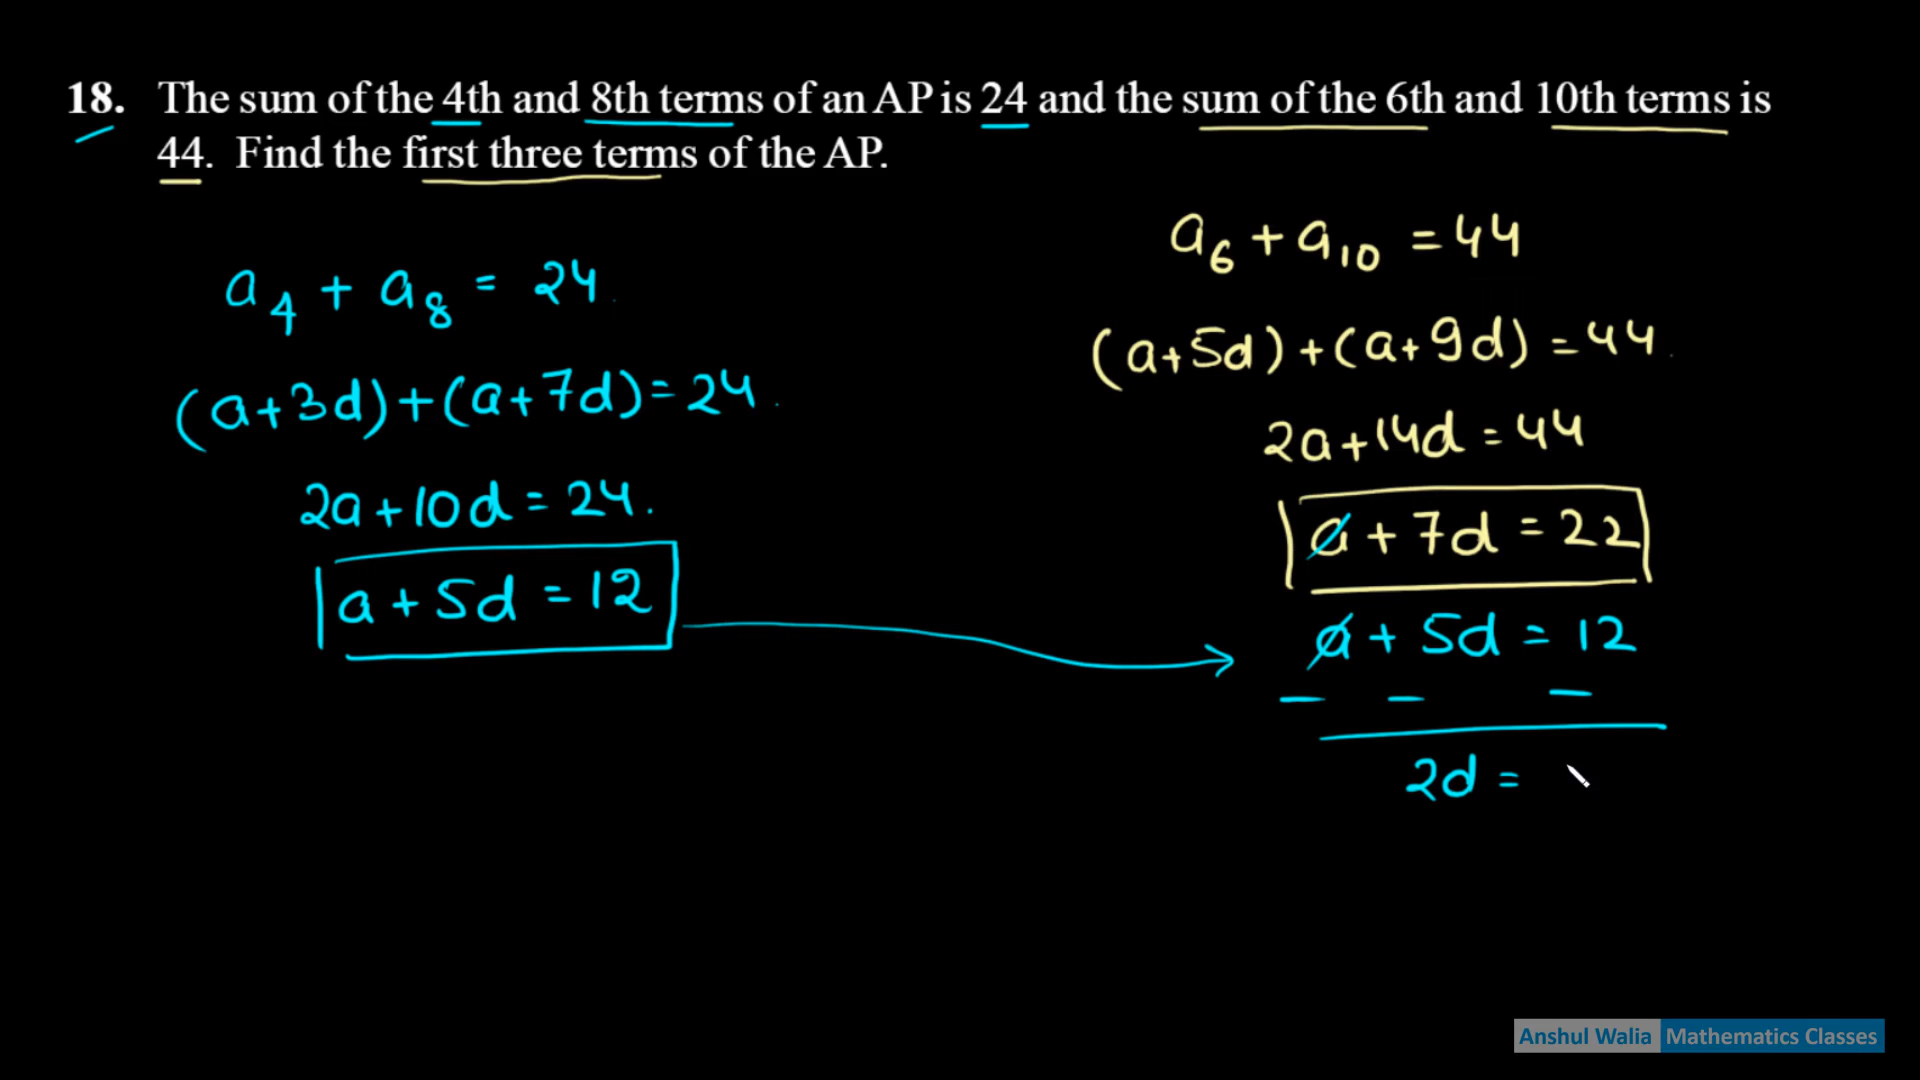 18. The sum of the 4th and 8th terms of an AP is 24 and the sum of the 6th and 10th terms is
44. Find the first three terms of the AP.
a₄ + a₈ = 24.
(a+3d)+(a+7d)=24.
2a+10d=24.
a+5d=12
a₆+a₁₀=44
(a+5d)+(a+9d)=44.
2a+14d=44
a+7d=22
a+5d=12
– – –
2d=
Anshul Walia Mathematics Classes